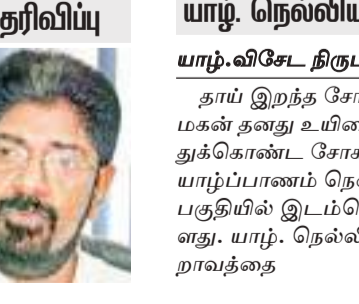 தரிவிப்பு
யாழ். நெல்லிய
யாழ்.விசேட நிருப
தாய் இறந்த சோ
மகன் தனது உயிரை
துக்கொண்ட சோக
யாழ்ப்பாணம் நெ
பகுதியில் இடம்பெ
ளது. யாழ். நெல்லி
றாவத்தை